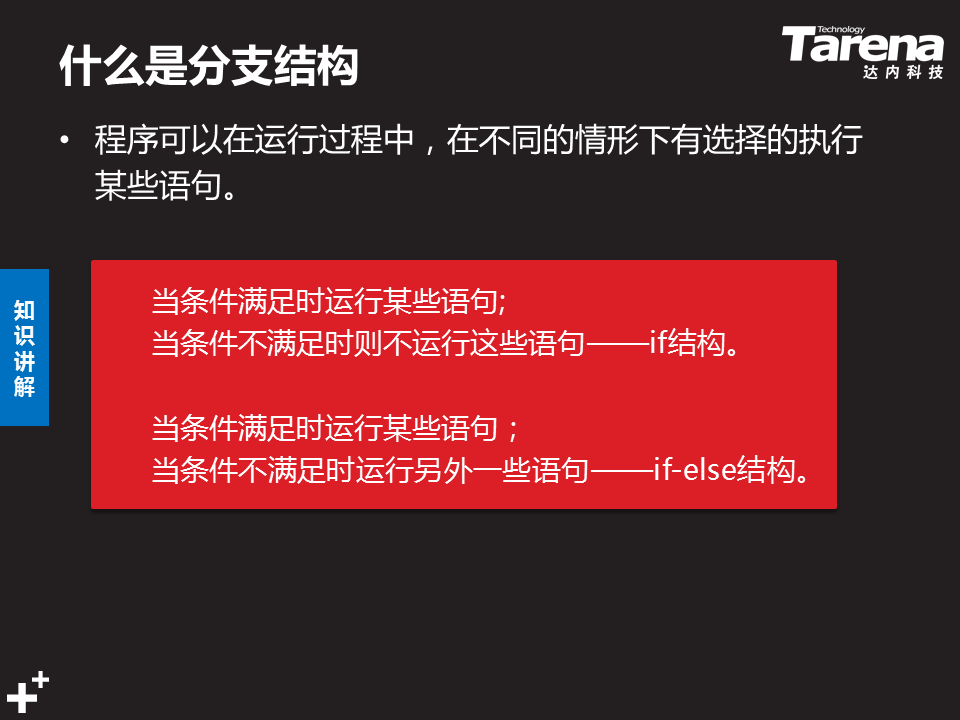 什么是分支结构
Technology
Tarena
达内科技
• 程序可以在运行过程中，在不同的情形下有选择的执行
某些语句。
知识讲解
当条件满足时运行某些语句;
当条件不满足时则不运行这些语句——if结构。
当条件满足时运行某些语句；
当条件不满足时运行另外一些语句——if-else结构。